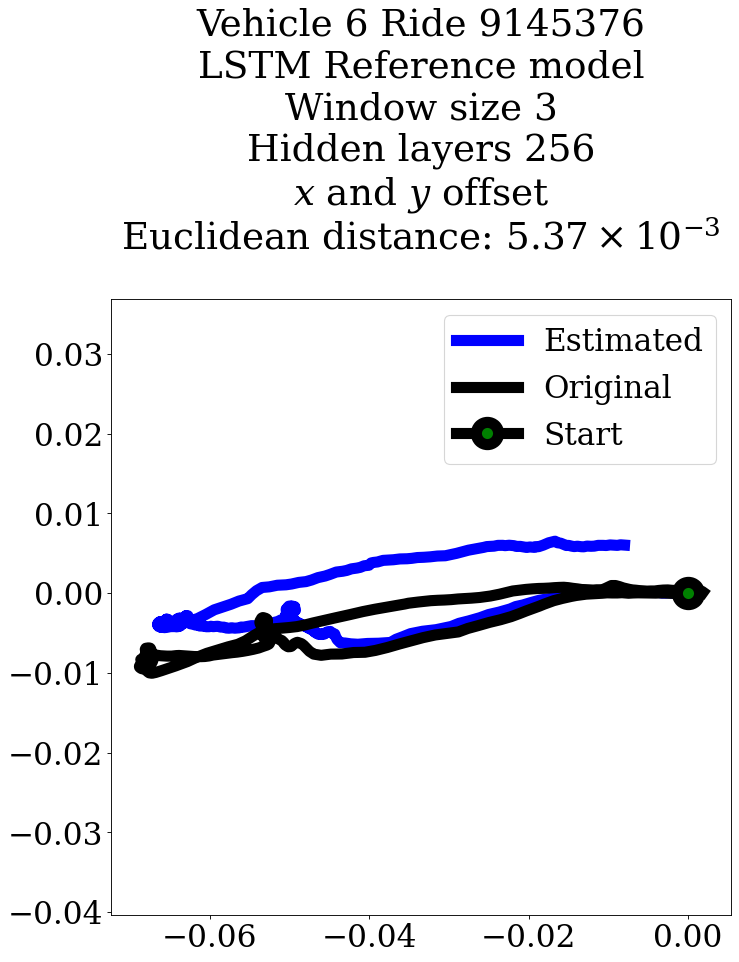 Vehicle 6 Ride 9145376
LSTM Reference model
Window size 3
Hidden layers 256
x and y offset
Euclidean distance: 5.37 × 10⁻³
Estimated
Original
Start
0.03
0.02
0.01
0.00
−0.01
−0.02
−0.03
−0.04
−0.06 −0.04 −0.02 0.00